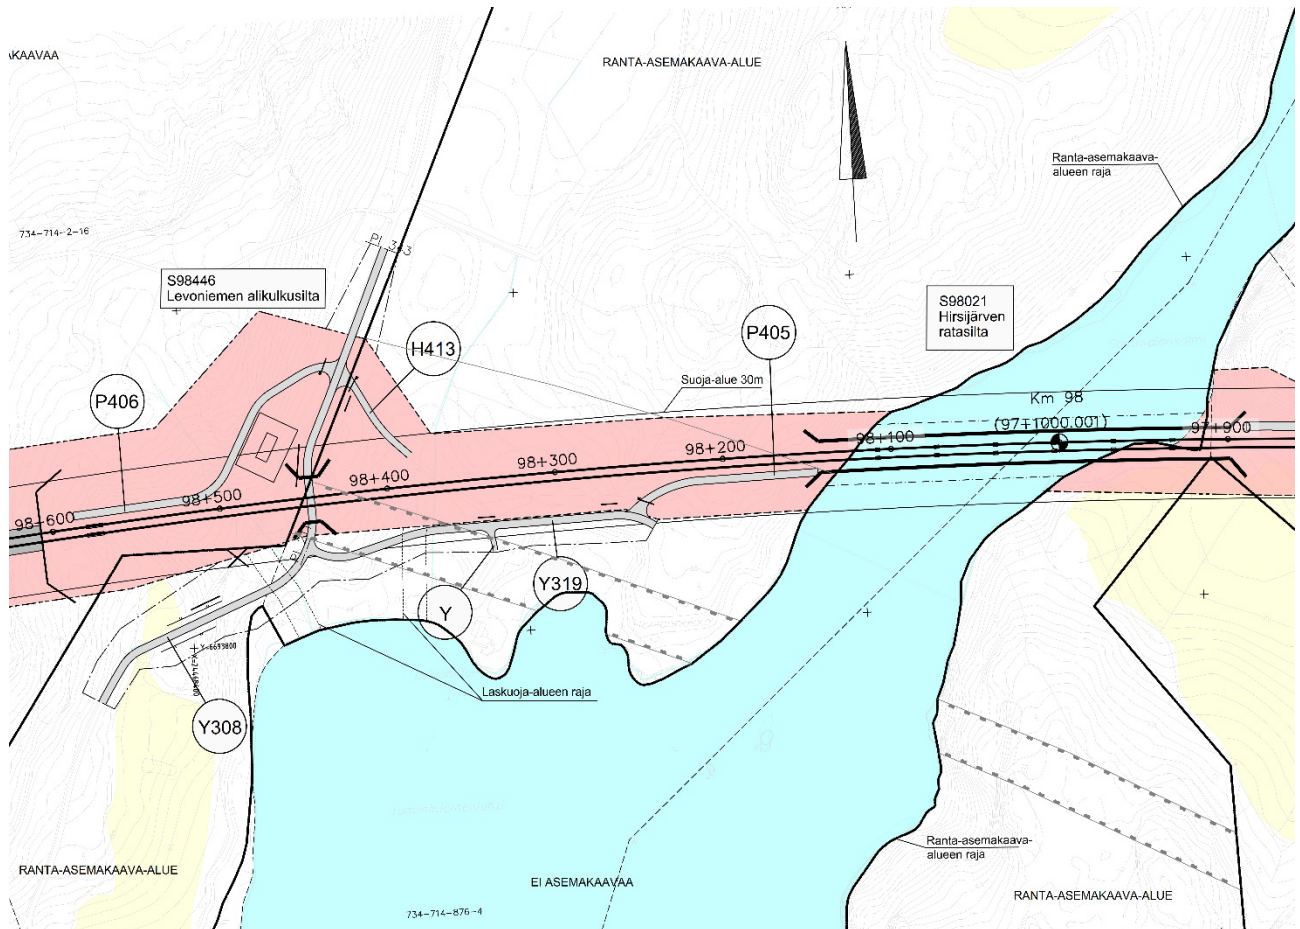 AKAAVAA
RANTA-ASEMAKAAVA-ALUE
Ranta-asemakaava-
alueen raja
734-714-2-16
S98446
Levoniemen alikulkusilta
S98021
Hirsijärven
ratasilta
P405
H413
P406
Suoja-alue 30m
Km 98
(97+1000.001)
97+900
98+100
98+200
98+300
98+400
98+500
98+600
Y319
Y
Y308
Y=6693800
Laskuoja-alueen raja
Ranta-asemakaava-
alueen raja
RANTA-ASEMAKAAVA-ALUE
EI ASEMAKAAVAA
RANTA-ASEMAKAAVA-ALUE
734-714-876-4